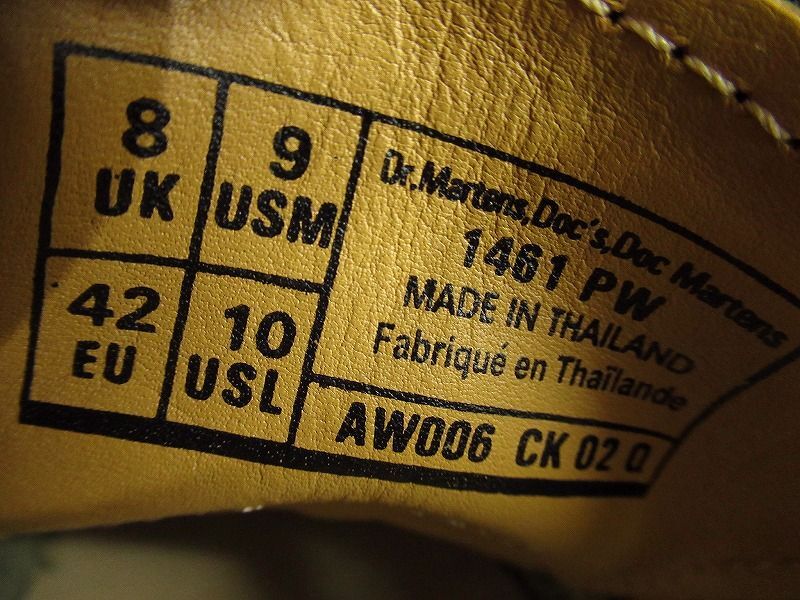 8
UK
9
USM
42
EU
10
USL
Dr.Martens,Doc's,Doc Martens
1461 PW
MADE IN THAILAND
Fabriqué en Thaïlande
AW006 CK 02 Q